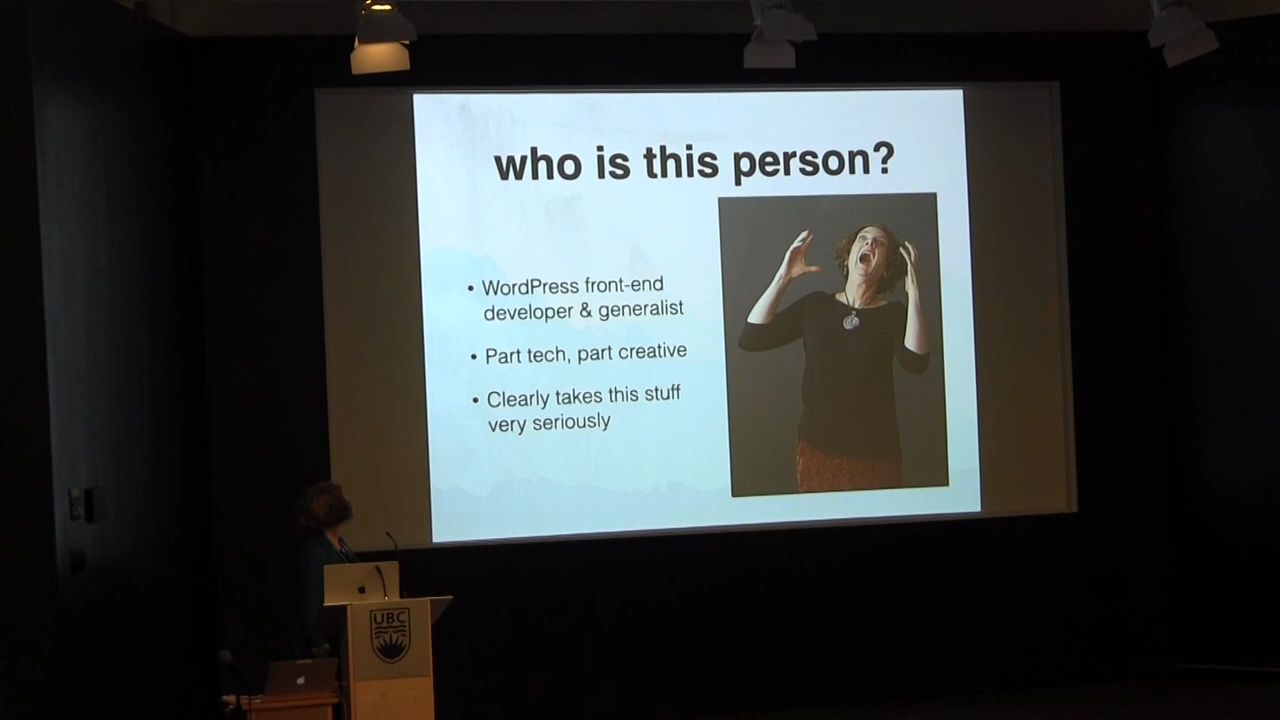 who is this person?
• WordPress front-end
developer & generalist
• Part tech, part creative
• Clearly takes this stuff
very seriously
UBC